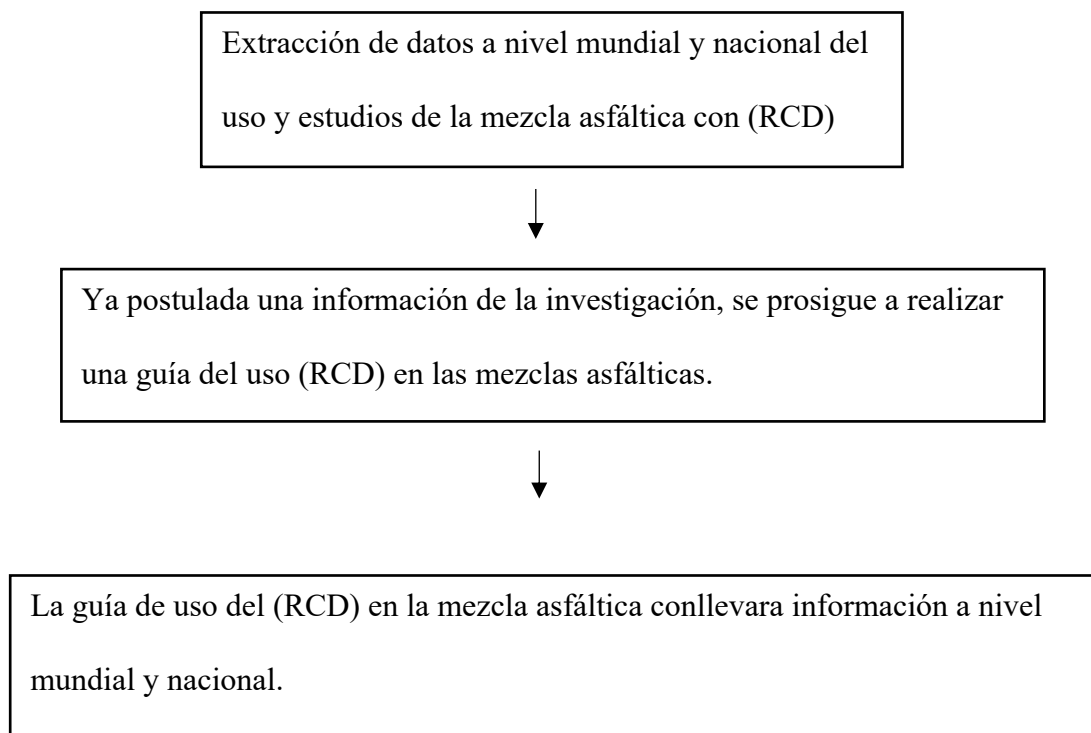 Extracción de datos a nivel mundial y nacional del
uso y estudios de la mezcla asfáltica con (RCD)
Ya postulada una información de la investigación, se prosigue a realizar
una guía del uso (RCD) en las mezclas asfálticas.
La guía de uso del (RCD) en la mezcla asfáltica conllevara información a nivel
mundial y nacional.